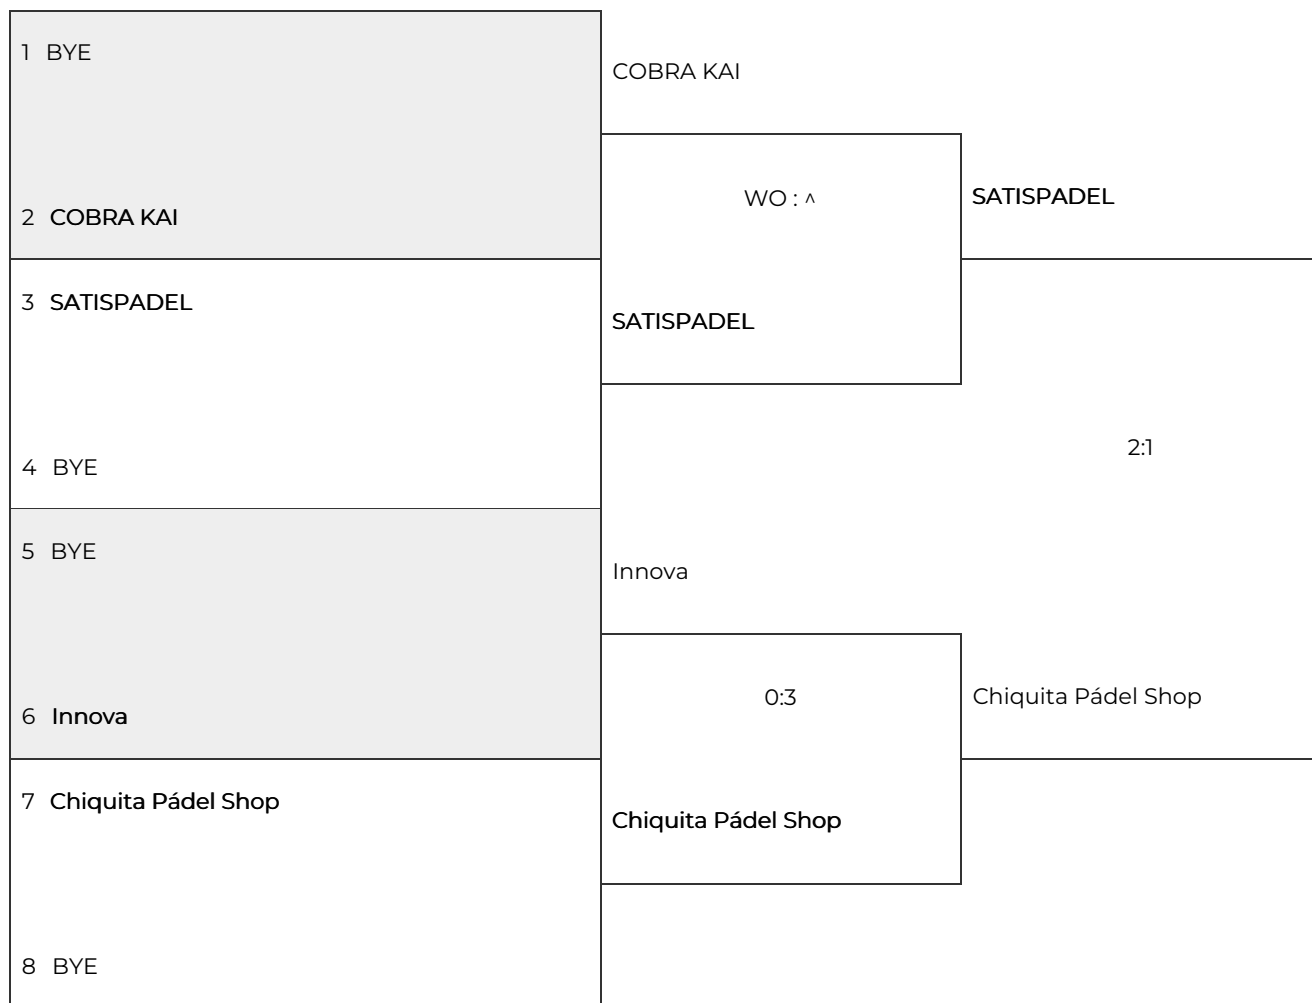 1 BYE
COBRA KAI
WO : ^
SATISPADEL
2 COBRA KAI
3 SATISPADEL
SATISPADEL
4 BYE
2:1
5 BYE
Innova
0:3
Chiquita Pádel Shop
6 Innova
7 Chiquita Pádel Shop
Chiquita Pádel Shop
8 BYE